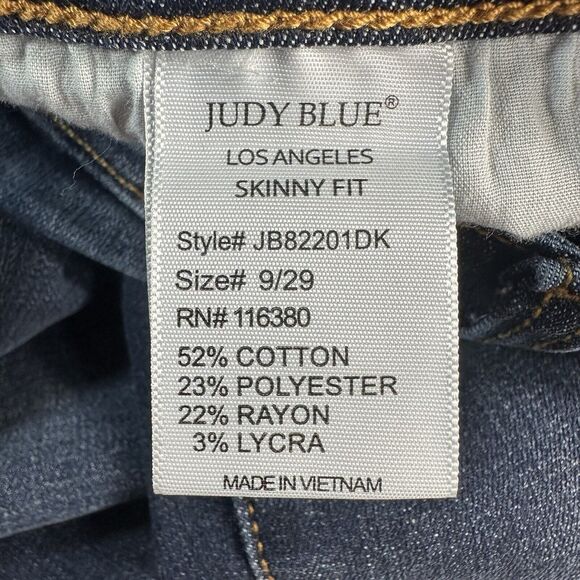 JUDY BLUE®
LOS ANGELES
SKINNY FIT
Style# JB82201DK
Size# 9/29
RN# 116380
52% COTTON
23% POLYESTER
22% RAYON
3% LYCRA
MADE IN VIETNAM